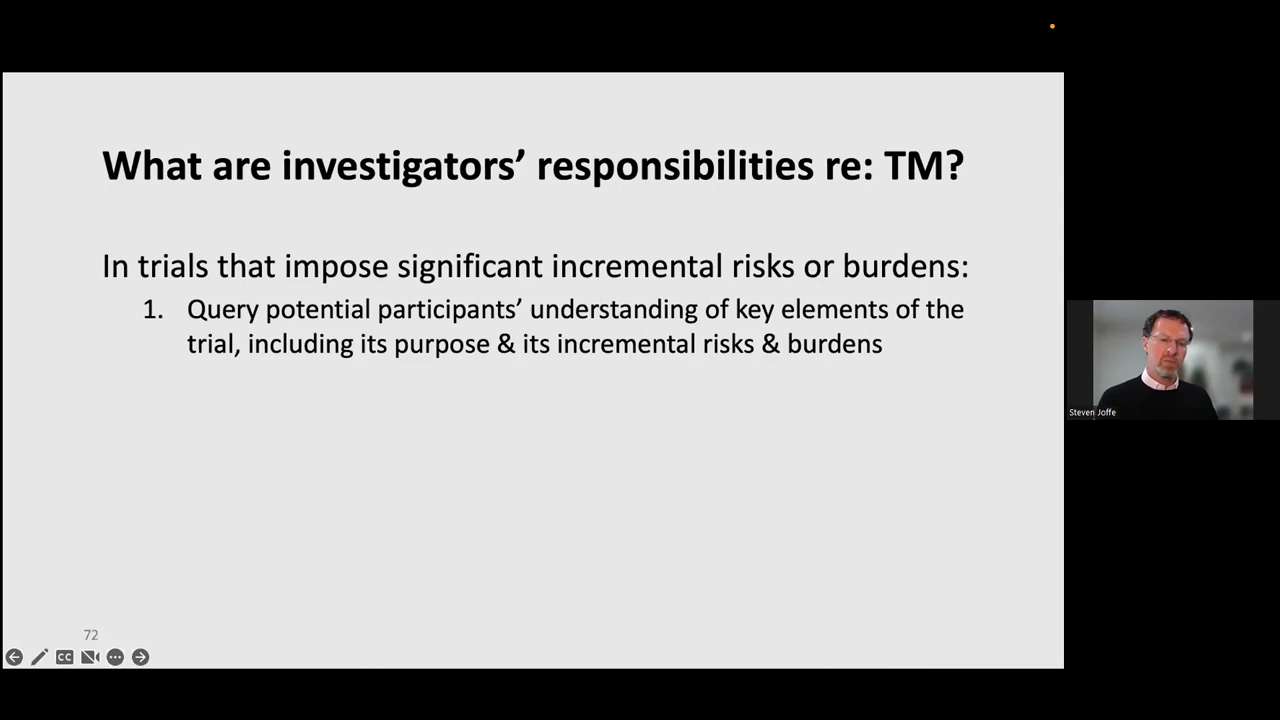 What are investigators’ responsibilities re: TM?
In trials that impose significant incremental risks or burdens:
1. Query potential participants’ understanding of key elements of the
trial, including its purpose & its incremental risks & burdens
Steven Joffe
72
CC